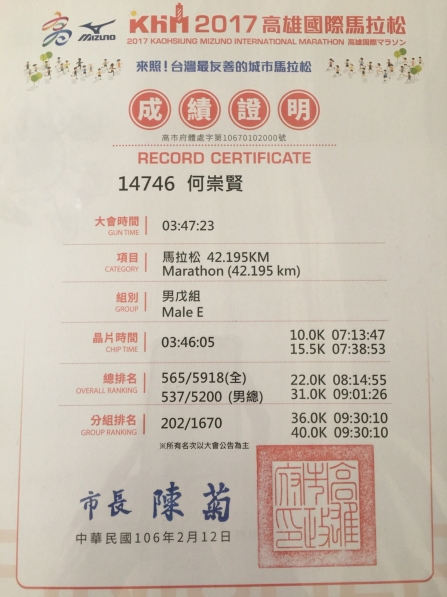 高 MIZUNO KHM 2017 高雄國際馬拉松
2017 KAOHSIUNG MIZUNO INTERNATIONAL MARATHON 高雄国際マラソン
來照!台灣最友善的城市馬拉松
成績證明
高市府體處字第10670102000號
RECORD CERTIFICATE
14746 何崇賢
大會時間 03:47:23
GUN TIME
項目 馬拉松 42.195KM
CATEGORY Marathon (42.195 km)
組別 男戊組
GROUP Male E
晶片時間 03:46:05
CHIP TIME
10.0K 07:13:47
15.5K 07:38:53
總排名 565/5918(全)
OVERALL RANKING 537/5200 (男總)
22.0K 08:14:55
31.0K 09:01:26
分組排名 202/1670
GROUP RANKING
36.0K 09:30:10
40.0K 09:30:10
※所有名次以大會公告為主
市長 陳菊
中華民國106年2月12日
高雄市政府印